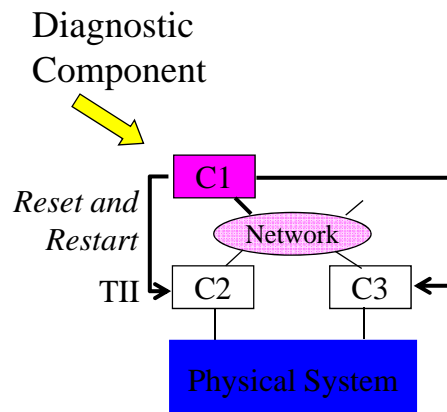 Diagnostic
Component
C1
Reset and
Restart
Network
TII
C2
C3
Physical System